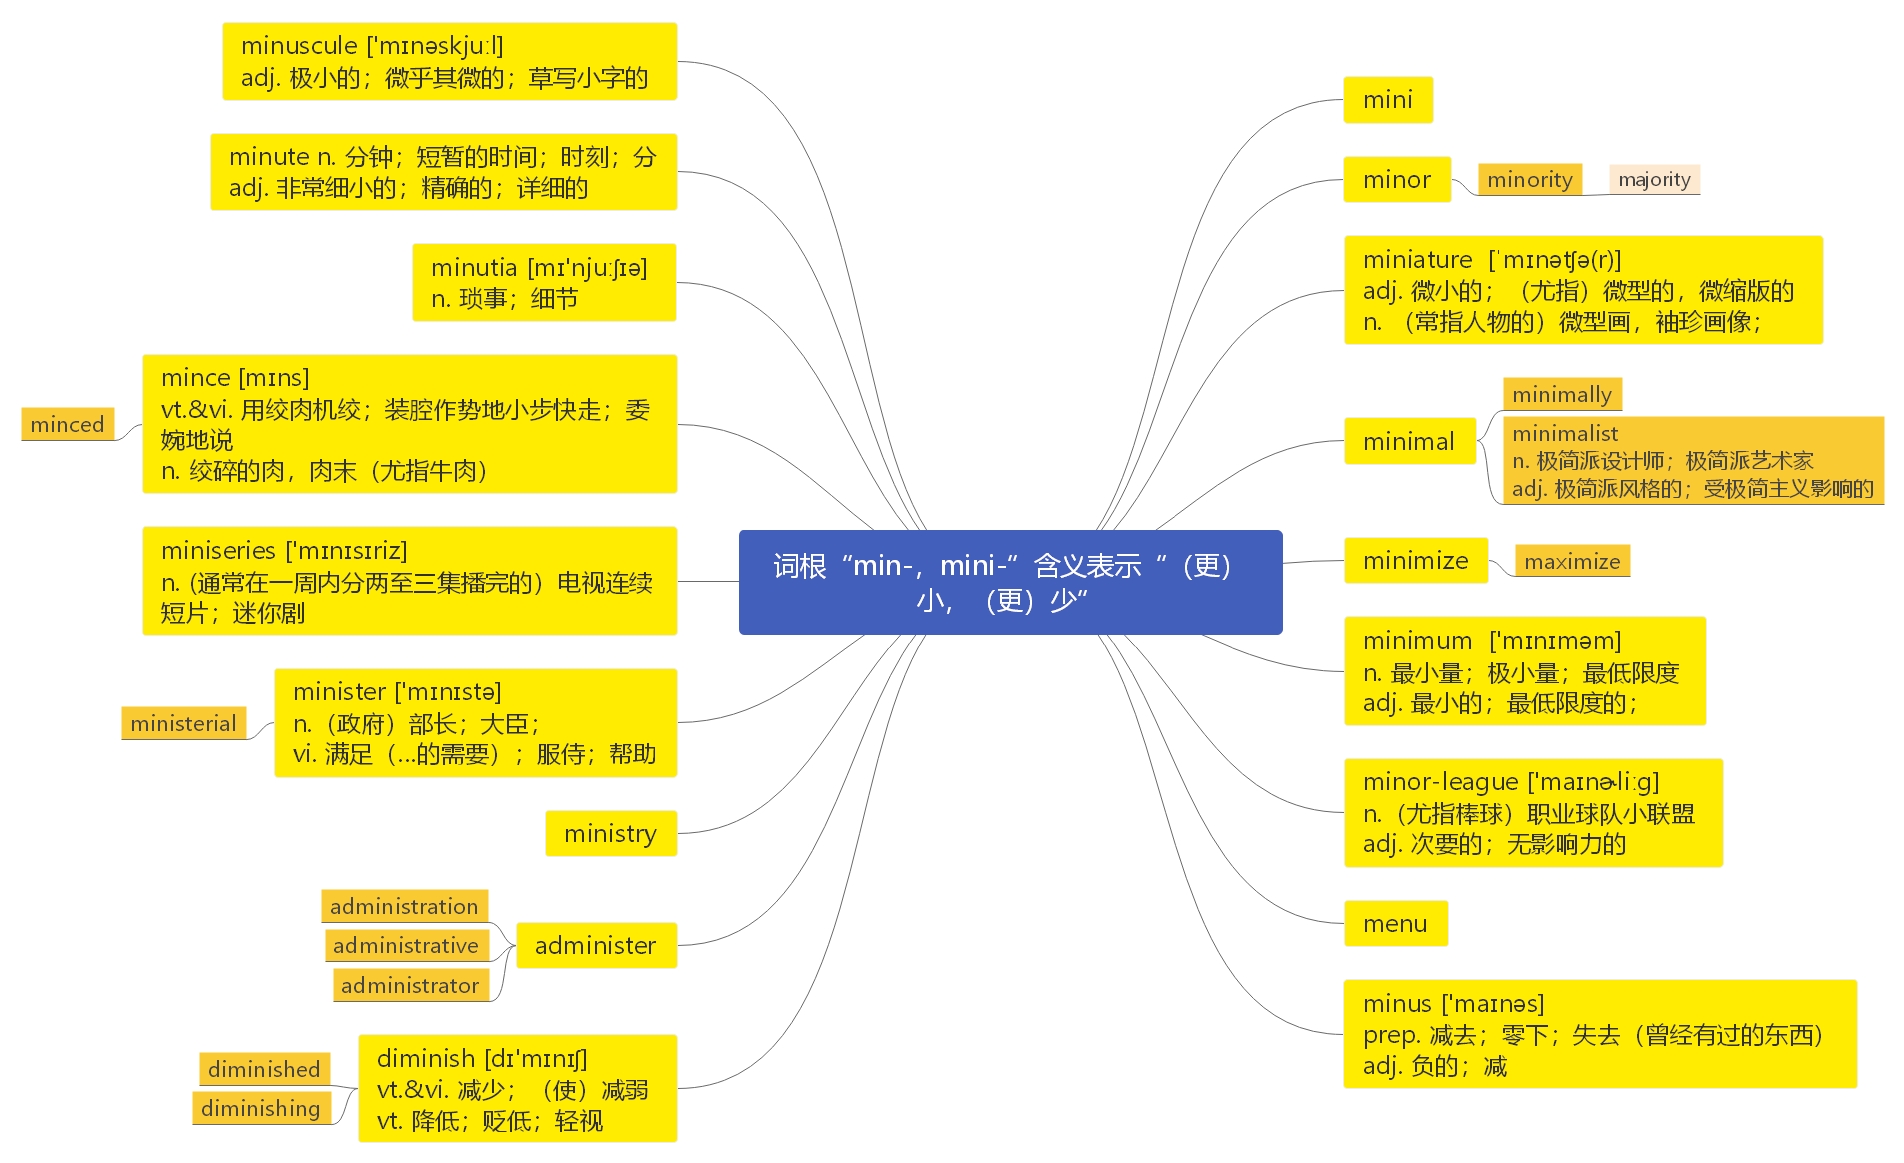 词根“min-，mini-“含义表示“（更）
小，（更）少“
mini
minor
minority
majority
miniature  [ˈmɪnətʃə(r)]
adj. 微小的；（尤指）微型的，微缩版的
n. （常指人物的）微型画，袖珍画像；
minimal
minimally
minimalist
n. 极简派设计师；极简派艺术家
adj. 极简派风格的；受极简主义影响的
minimize
maximize
minimum  ['mɪnɪməm]
n. 最小量；极小量；最低限度
adj. 最小的；最低限度的；
minor-league ['maɪnɚliːɡ]
n.（尤指棒球）职业球队小联盟
adj. 次要的；无影响力的
menu
minus ['maɪnəs]
prep. 减去；零下；失去（曾经有过的东西）
adj. 负的；减
minuscule ['mɪnəskjuːl]
adj. 极小的；微乎其微的；草写小字的
minute n. 分钟；短暂的时间；时刻；分
adj. 非常细小的；精确的；详细的
minutia [mɪ'njuːʃɪə]
n. 琐事；细节
mince [mɪns]
vt.&vi. 用绞肉机绞；装腔作势地小步快走；委
婉地说
n. 绞碎的肉，肉末（尤指牛肉）
minced
miniseries ['mɪnɪsɪriz]
n. (通常在一周内分两至三集播完的）电视连续
短片；迷你剧
minister ['mɪnɪstə]
n.（政府）部长；大臣；
vi. 满足（...的需要）；服侍；帮助
ministerial
ministry
administer
administration
administrative
administrator
diminish [dɪ'mɪnɪʃ]
vt.&vi. 减少；（使）减弱
vt. 降低；贬低；轻视
diminished
diminishing